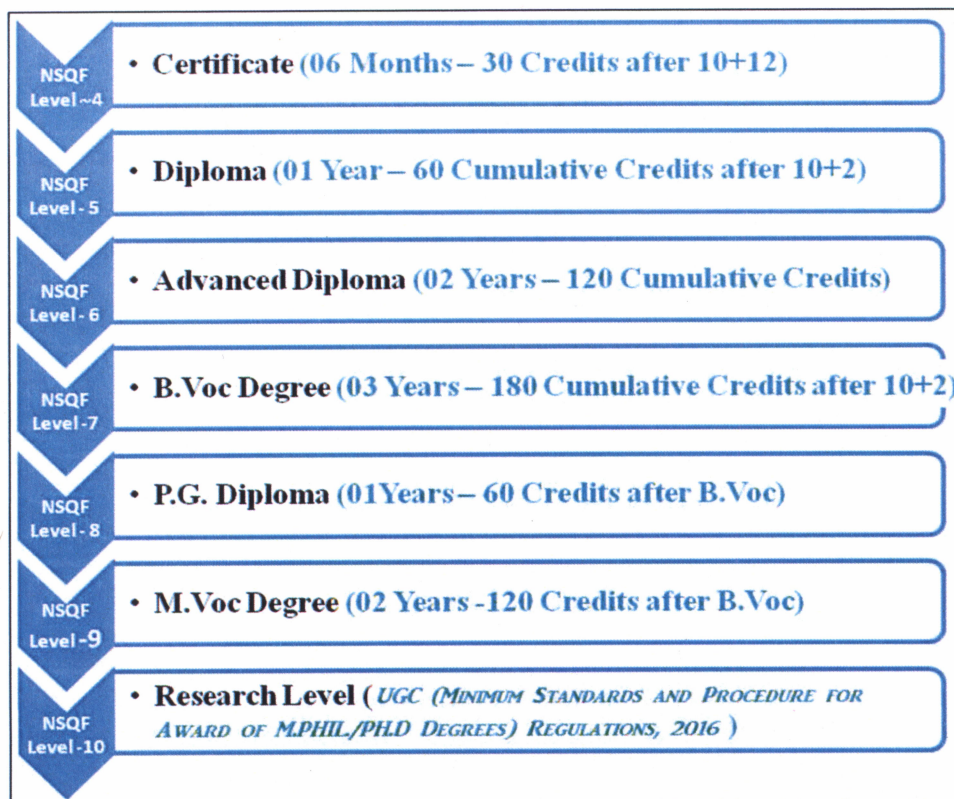 NSQF
Level~4
• Certificate (06 Months – 30 Credits after 10+12)
NSQF
Level-5
• Diploma (01 Year – 60 Cumulative Credits after 10+2)
NSQF
Level-6
• Advanced Diploma (02 Years – 120 Cumulative Credits)
NSQF
Level-7
• B.Voc Degree (03 Years – 180 Cumulative Credits after 10+2)
NSQF
Level-8
• P.G. Diploma (01Years – 60 Credits after B.Voc)
NSQF
Level-9
• M.Voc Degree (02 Years -120 Credits after B.Voc)
NSQF
Level-10
• Research Level ( UGC (MINIMUM STANDARDS AND PROCEDURE FOR
AWARD OF M.PHIL./PH.D DEGREES) REGULATIONS, 2016 )